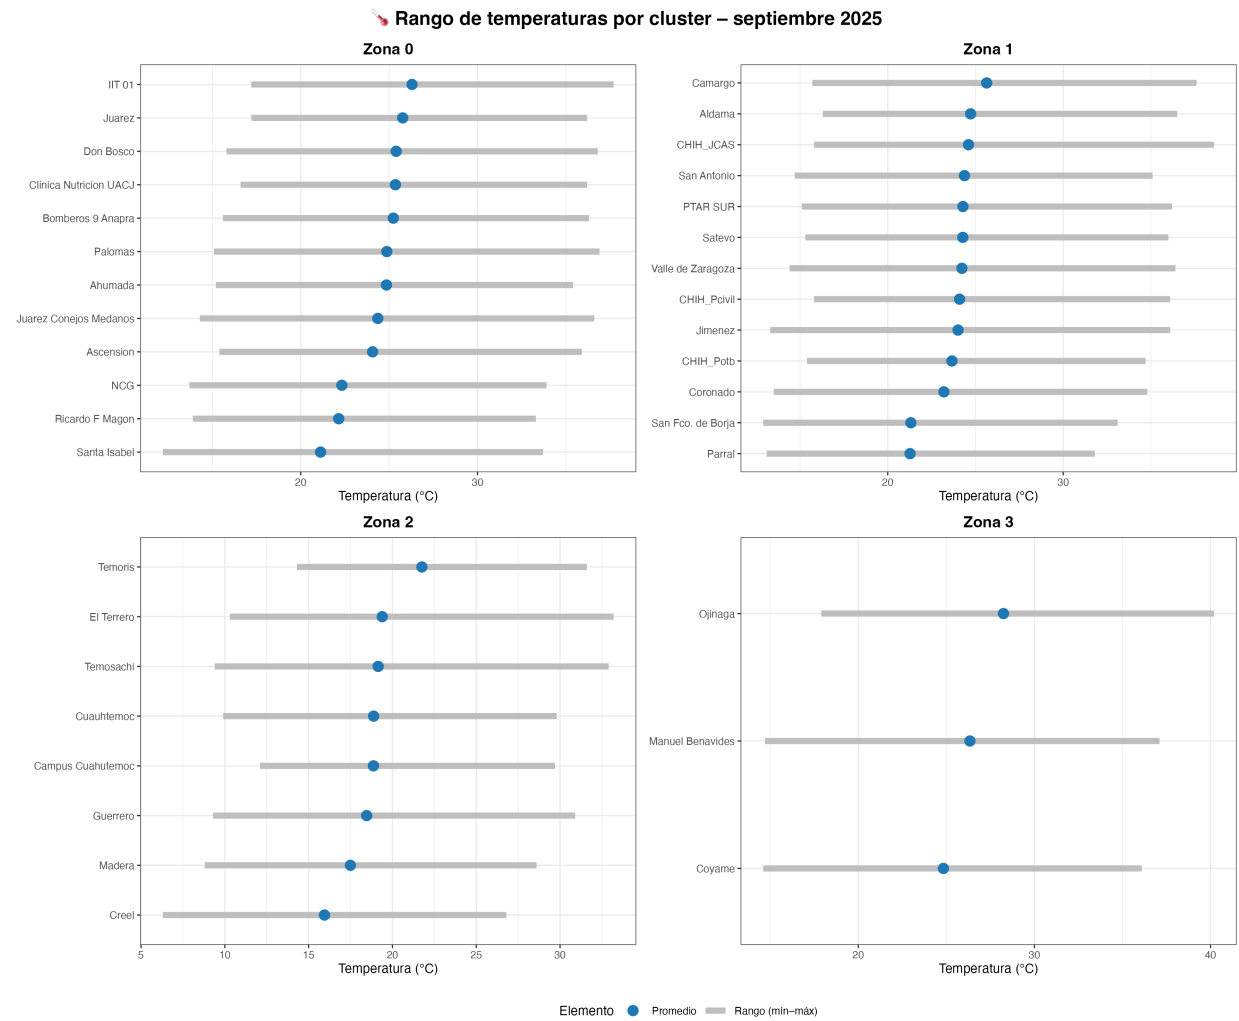 🌡️ Rango de temperaturas por cluster – septiembre 2025
Zona 0
IIT 01
Juarez
Don Bosco
Clinica Nutricion UACJ
Bomberos 9 Anapra
Palomas
Ahumada
Juarez Conejos Medanos
Ascension
NCG
Ricardo F Magon
Santa Isabel
20 30
Temperatura (°C)
Zona 1
Camargo
Aldama
CHIH_JCAS
San Antonio
PTAR SUR
Satevo
Valle de Zaragoza
CHIH_Pcivil
Jimenez
CHIH_Potb
Coronado
San Fco. de Borja
Parral
20 30
Temperatura (°C)
Zona 2
Temoris
El Terrero
Temosachi
Cuauhtemoc
Campus Cuahutemoc
Guerrero
Madera
Creel
5 10 15 20 25 30
Temperatura (°C)
Zona 3
Ojinaga
Manuel Benavides
Coyame
20 30 40
Temperatura (°C)
Elemento Promedio Rango (min–máx)